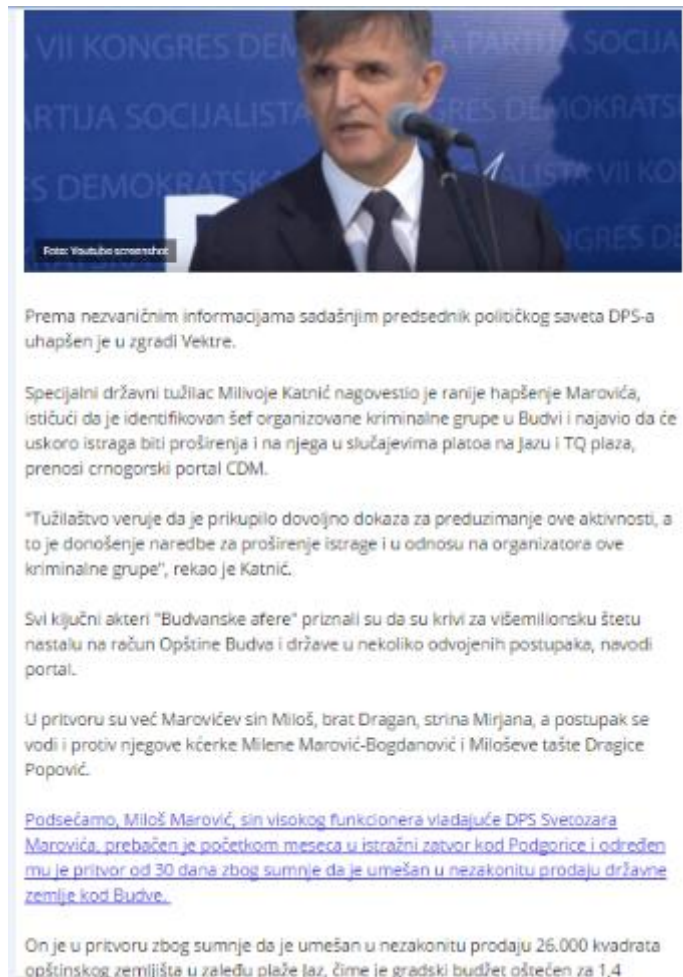 VII KONGRES DEM A PARTIJA SOCIJA
RTIJA SOCIJALISTA GRES DEMOKRATS
S DEMOKRATSKA ALISTA VII KO
NGRES DE
Foto: Youtube screenshot
Prema nezvaničnim informacijama sadašnjim predsednik političkog saveta DPS-a
uhapšen je u zgradi Vektre.
Specijalni državni tužilac Milivoje Katnić nagovestio je ranije hapšenje Marovića,
ističući da je identifikovan šef organizovane kriminalne grupe u Budvi i najavio da će
uskoro istraga biti proširenja i na njega u slučajevima platoa na Jazu i TQ plaza,
prenosi crnogorski portal CDM.
"Tužilaštvo veruje da je prikupilo dovoljno dokaza za preduzimanje ove aktivnosti, a
to je donošenje naredbe za proširenje istrage i u odnosu na organizatora ove
kriminalne grupe", rekao je Katnić.
Svi ključni akteri "Budvanske afere" priznali su da su krivi za višemilionsku štetu
nastalu na račun Opštine Budva i države u nekoliko odvojenih postupaka, navodi
portal.
U pritvoru su već Marovićev sin Miloš, brat Dragan, strina Mirjana, a postupak se
vodi i protiv njegove kćerke Milene Marović-Bogdanović i Miloševe tašte Dragice
Popović.
Podsećamo, Miloš Marović, sin visokog funkcionera vladajuće DPS Svetozara
Marovića, prebačen je početkom meseca u istražni zatvor kod Podgorice i određen
mu je pritvor od 30 dana zbog sumnje da je umešan u nezakonitu prodaju državne
zemlje kod Budve.
On je u pritvoru zbog sumnje da je umešan u nezakonitu prodaju 26.000 kvadrata
opštinskog zemljišta u zaleđu plaže Jaz, čime je gradski budžet oštećen za 1,4